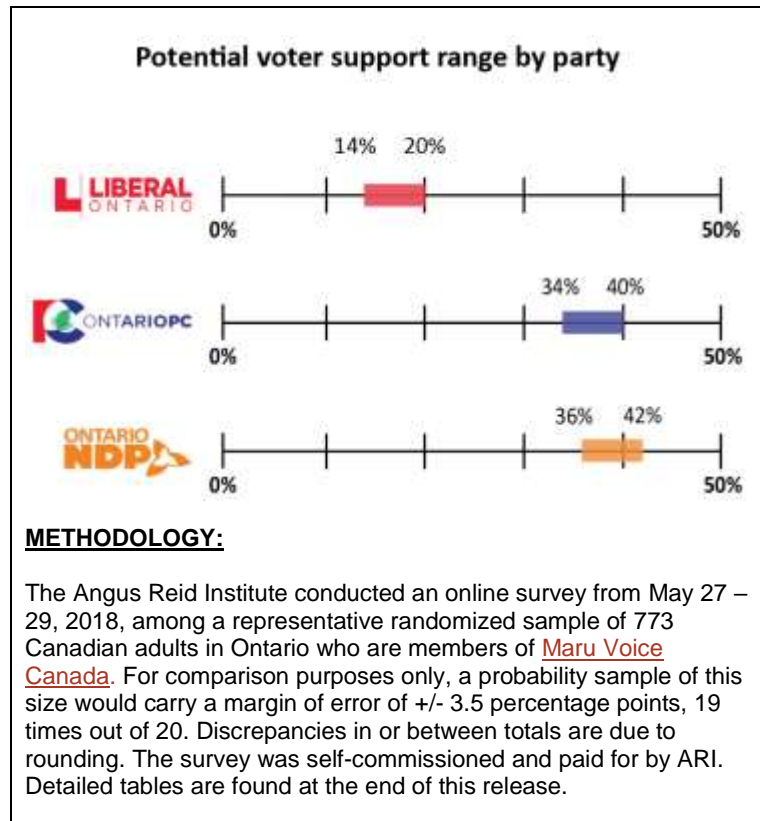 Potential voter support range by party
14% 20%
LIBERAL
ONTARIO
0% 50%
34% 40%
ONTARIOPC
0% 50%
36% 42%
ONTARIO
NDP
0% 50%
METHODOLOGY:
The Angus Reid Institute conducted an online survey from May 27 –
29, 2018, among a representative randomized sample of 773
Canadian adults in Ontario who are members of Maru Voice
Canada. For comparison purposes only, a probability sample of this
size would carry a margin of error of +/- 3.5 percentage points, 19
times out of 20. Discrepancies in or between totals are due to
rounding. The survey was self-commissioned and paid for by ARI.
Detailed tables are found at the end of this release.